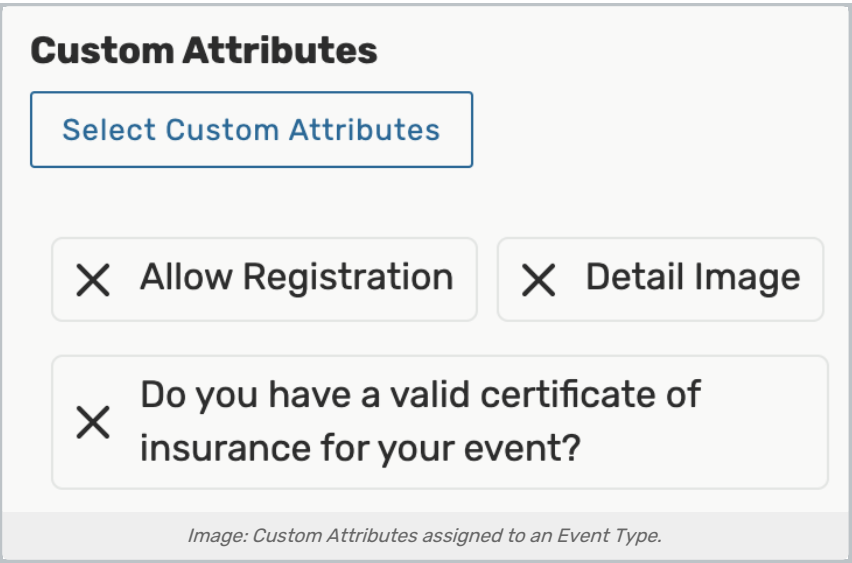 Custom Attributes
Select Custom Attributes
Allow Registration
Detail Image
Do you have a valid certificate of
insurance for your event?
Image: Custom Attributes assigned to an Event Type.